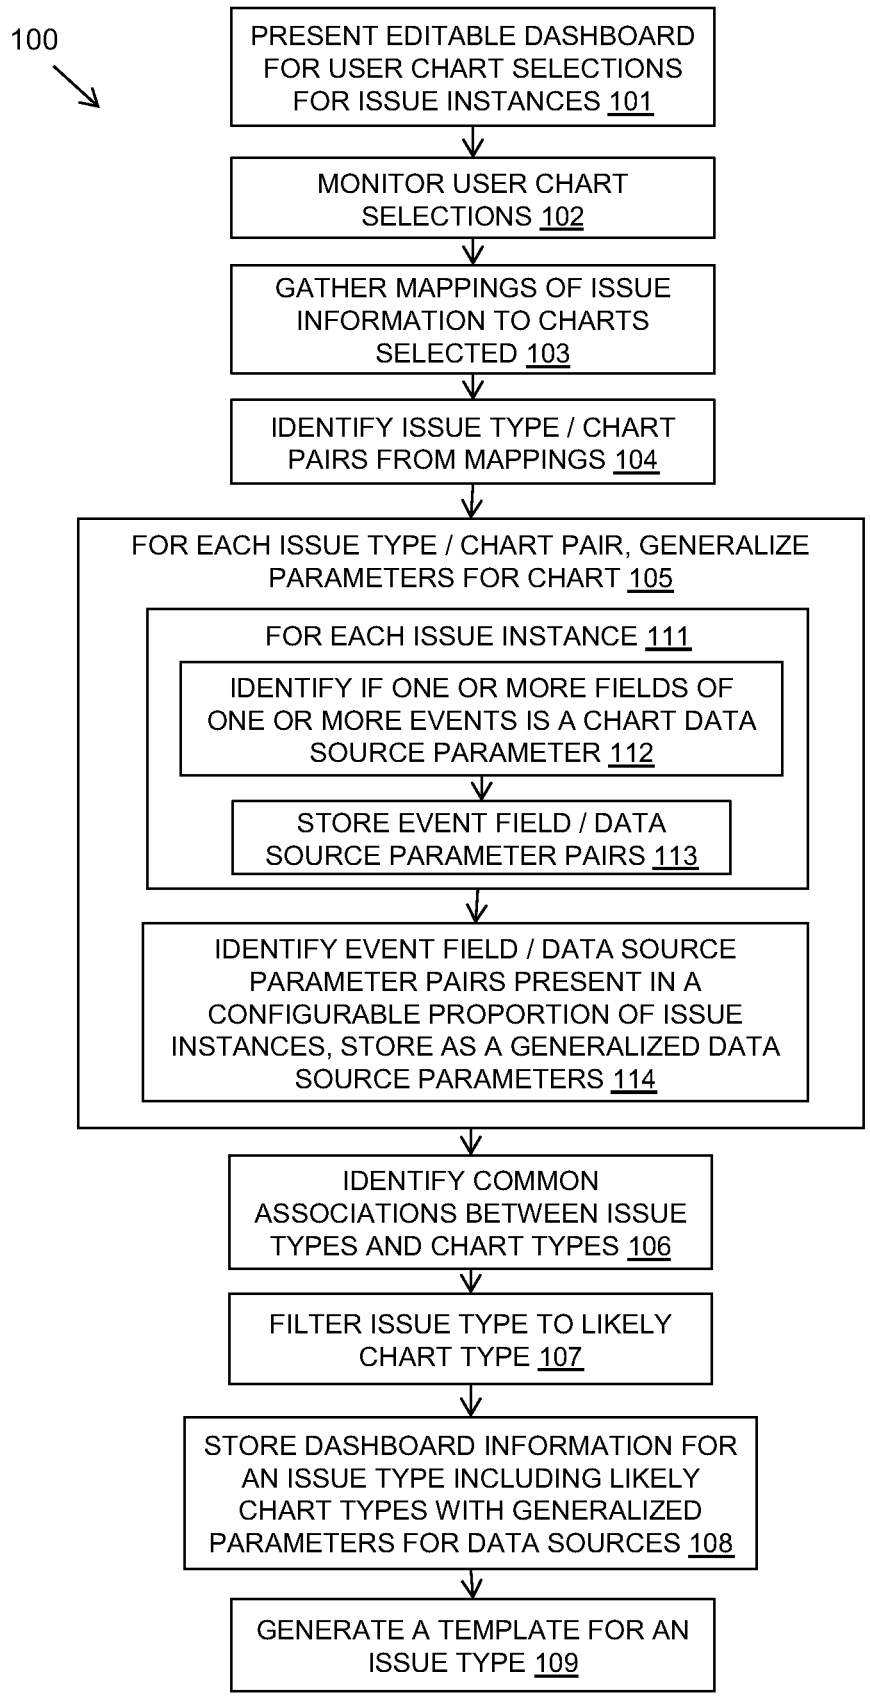 100
PRESENT EDITABLE DASHBOARD
FOR USER CHART SELECTIONS
FOR ISSUE INSTANCES 101
MONITOR USER CHART
SELECTIONS 102
GATHER MAPPINGS OF ISSUE
INFORMATION TO CHARTS
SELECTED 103
IDENTIFY ISSUE TYPE / CHART
PAIRS FROM MAPPINGS 104
FOR EACH ISSUE TYPE / CHART PAIR, GENERALIZE
PARAMETERS FOR CHART 105
FOR EACH ISSUE INSTANCE 111
IDENTIFY IF ONE OR MORE FIELDS OF
ONE OR MORE EVENTS IS A CHART DATA
SOURCE PARAMETER 112
STORE EVENT FIELD / DATA
SOURCE PARAMETER PAIRS 113
IDENTIFY EVENT FIELD / DATA SOURCE
PARAMETER PAIRS PRESENT IN A
CONFIGURABLE PROPORTION OF ISSUE
INSTANCES, STORE AS A GENERALIZED DATA
SOURCE PARAMETERS 114
IDENTIFY COMMON
ASSOCIATIONS BETWEEN ISSUE
TYPES AND CHART TYPES 106
FILTER ISSUE TYPE TO LIKELY
CHART TYPE 107
STORE DASHBOARD INFORMATION FOR
AN ISSUE TYPE INCLUDING LIKELY
CHART TYPES WITH GENERALIZED
PARAMETERS FOR DATA SOURCES 108
GENERATE A TEMPLATE FOR AN
ISSUE TYPE 109